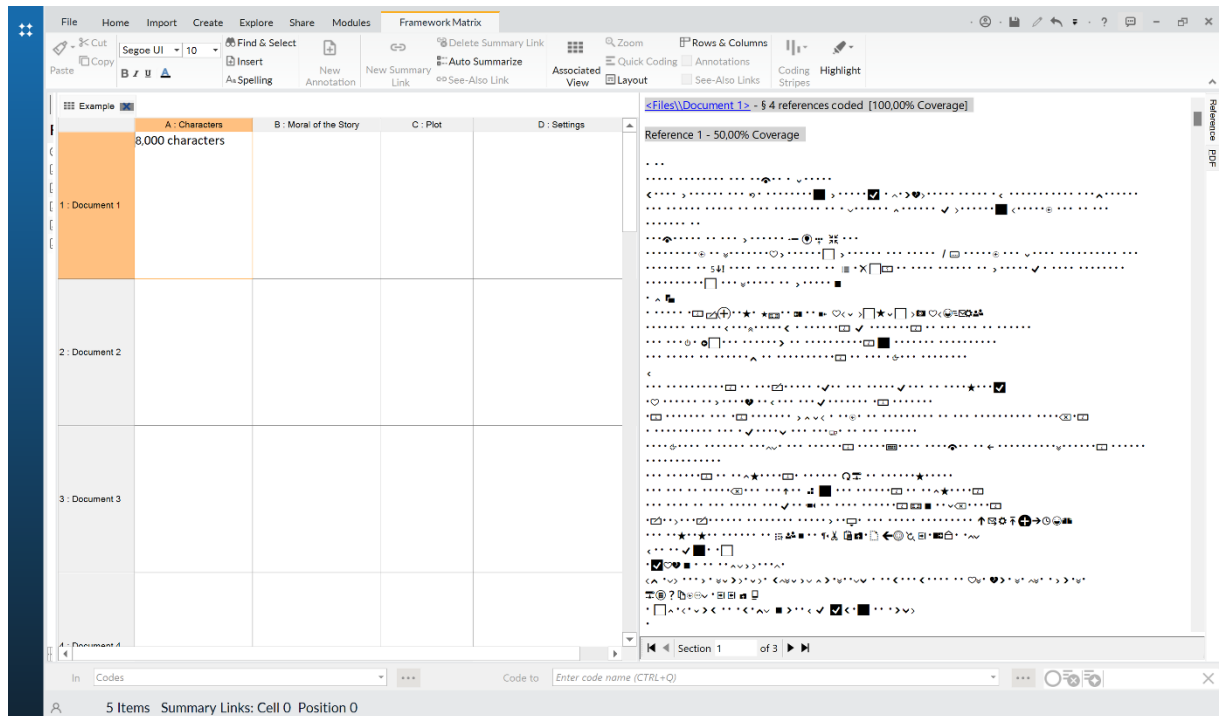 File Home Import Create Explore Share Modules Framework Matrix
Cut
Copy
Paste
Segoe UI 10
B I U A
Find & Select
Insert
Spelling
New Annotation
New Summary Link
Delete Summary Link
Auto Summarize
See-Also Link
Associated View
Zoom
Quick Coding
Layout
Rows & Columns
Annotations
See-Also Links
Coding Stripes
Highlight
Example
A : Characters B : Moral of the Story C : Plot D : Settings
8,000 characters
1 : Document 1
2 : Document 2
3 : Document 3
4 : Document 4
<Files\\Document 1> - § 4 references coded [100,00% Coverage]
Reference 1 - 50,00% Coverage
Section 1 of 3
Reference
PDF
In Codes Code to Enter code name (CTRL+Q)
5 Items Summary Links: Cell 0 Position 0